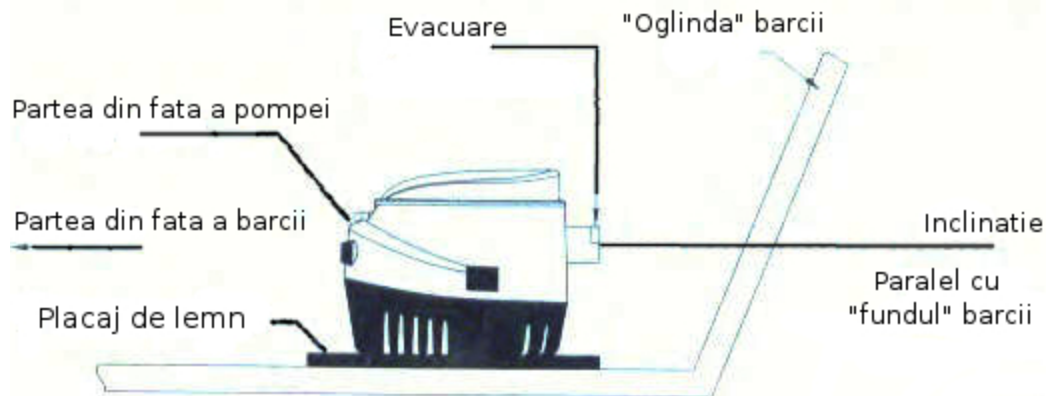 Evacuare
"Oglinda" barcii
Partea din fata a pompei
Partea din fata a barcii
Inclinatie
Paralel cu
"fundul" barcii
Placaj de lemn